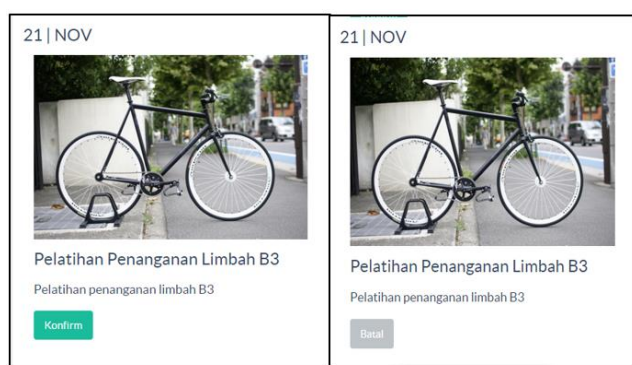 21 | NOV
Pelatihan Penanganan Limbah B3
Pelatihan penanganan limbah B3
Konfirm
21 | NOV
Pelatihan Penanganan Limbah B3
Pelatihan penanganan limbah B3
Batal